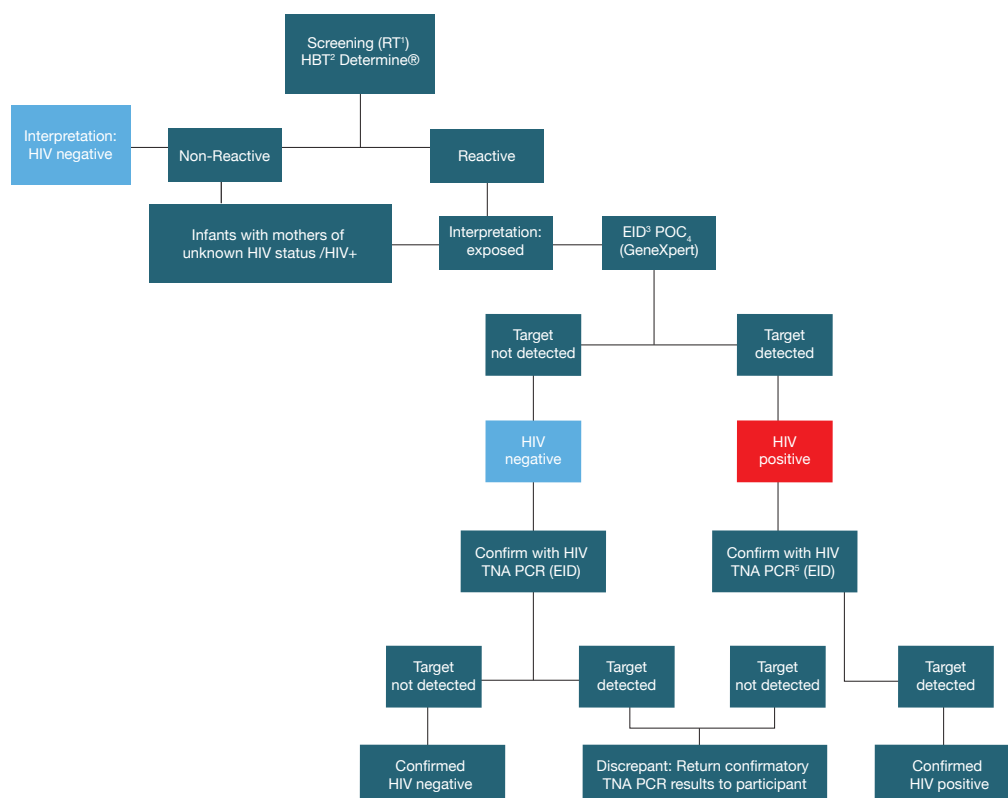 Screening (RT¹)
HBT² Determine®
Interpretation:
HIV negative
Non-Reactive
Reactive
Infants with mothers of
unknown HIV status /HIV+
Interpretation:
exposed
EID³ POC₄
(GeneXpert)
Target
not detected
Target
detected
HIV
negative
HIV
positive
Confirm with HIV
TNA PCR (EID)
Confirm with HIV
TNA PCR⁵ (EID)
Target
not detected
Target
detected
Target
not detected
Target
detected
Confirmed
HIV negative
Discrepant: Return confirmatory
TNA PCR results to participant
Confirmed
HIV positive